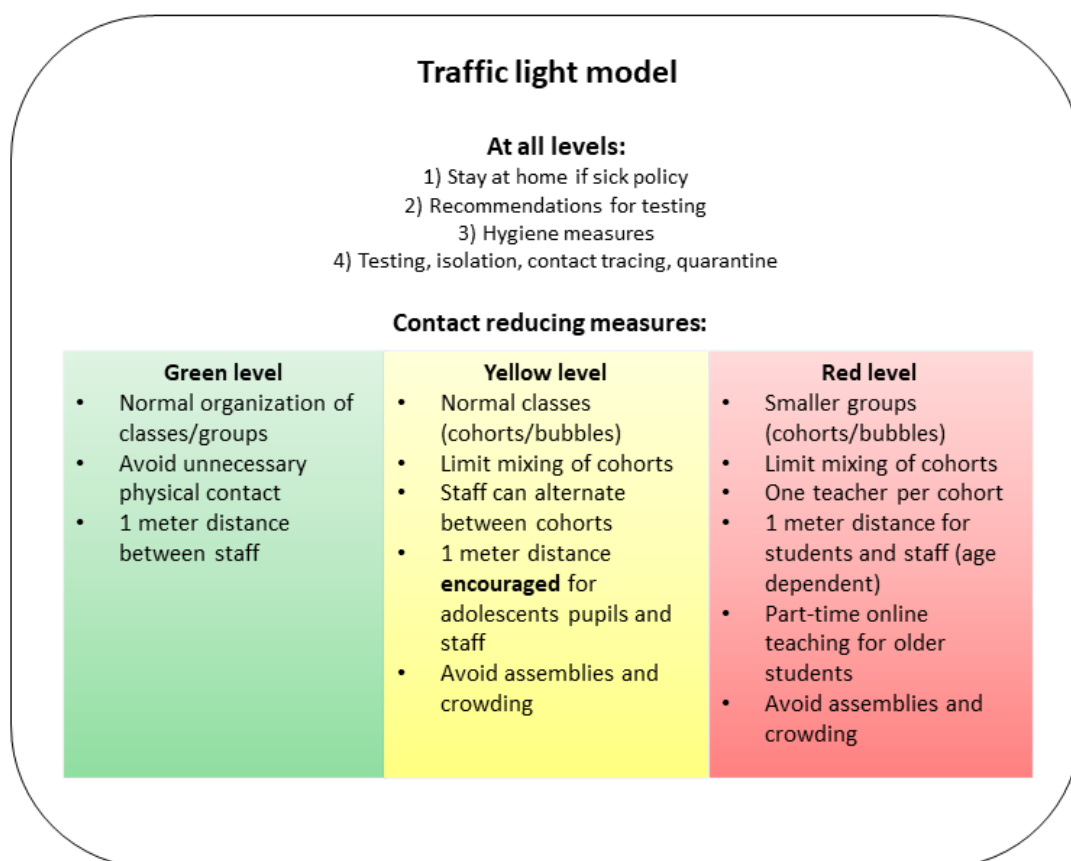 Traffic light model
At all levels:
1) Stay at home if sick policy
2) Recommendations for testing
3) Hygiene measures
4) Testing, isolation, contact tracing, quarantine
Contact reducing measures:
Green level
• Normal organization of
classes/groups
• Avoid unnecessary
physical contact
• 1 meter distance
between staff
Yellow level
• Normal classes
(cohorts/bubbles)
• Limit mixing of cohorts
• Staff can alternate
between cohorts
• 1 meter distance
encouraged for
adolescents pupils and
staff
• Avoid assemblies and
crowding
Red level
• Smaller groups
(cohorts/bubbles)
• Limit mixing of cohorts
• One teacher per cohort
• 1 meter distance for
students and staff (age
dependent)
• Part-time online
teaching for older
students
• Avoid assemblies and
crowding